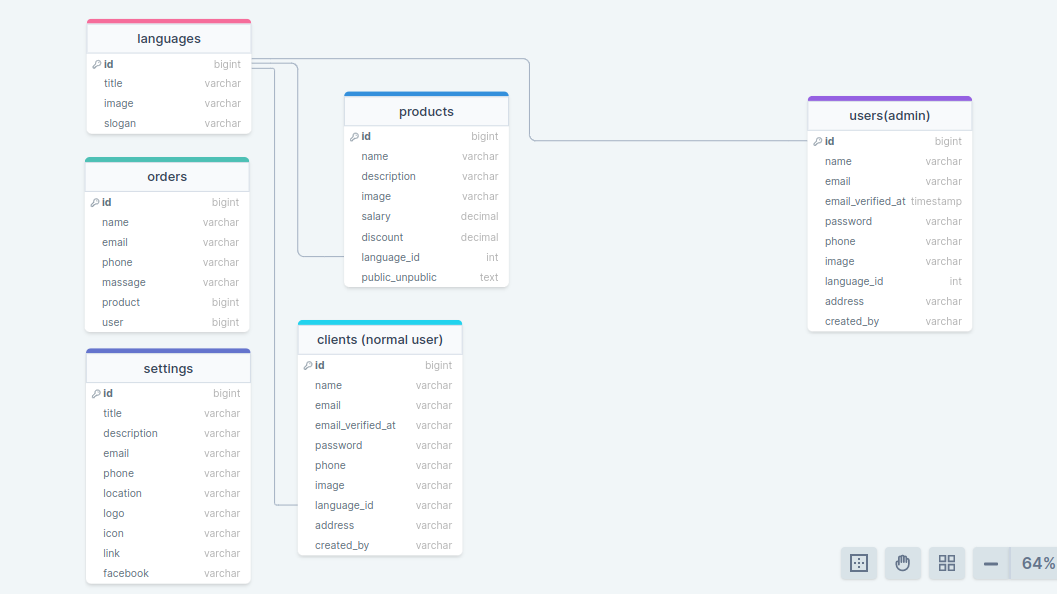 languages
id bigint
title varchar
image varchar
slogan varchar
orders
id bigint
name varchar
email varchar
phone varchar
massage varchar
product bigint
user bigint
settings
id bigint
title varchar
description varchar
email varchar
phone varchar
location varchar
logo varchar
icon varchar
link varchar
facebook varchar
products
id bigint
name varchar
description varchar
image varchar
salary decimal
discount decimal
language_id int
public_unpublic text
clients (normal user)
id bigint
name varchar
email varchar
email_verified_at varchar
password varchar
phone varchar
image varchar
language_id varchar
address varchar
created_by varchar
users(admin)
id bigint
name varchar
email varchar
email_verified_at timestamp
password varchar
phone varchar
image varchar
language_id int
address varchar
created_by varchar
64%